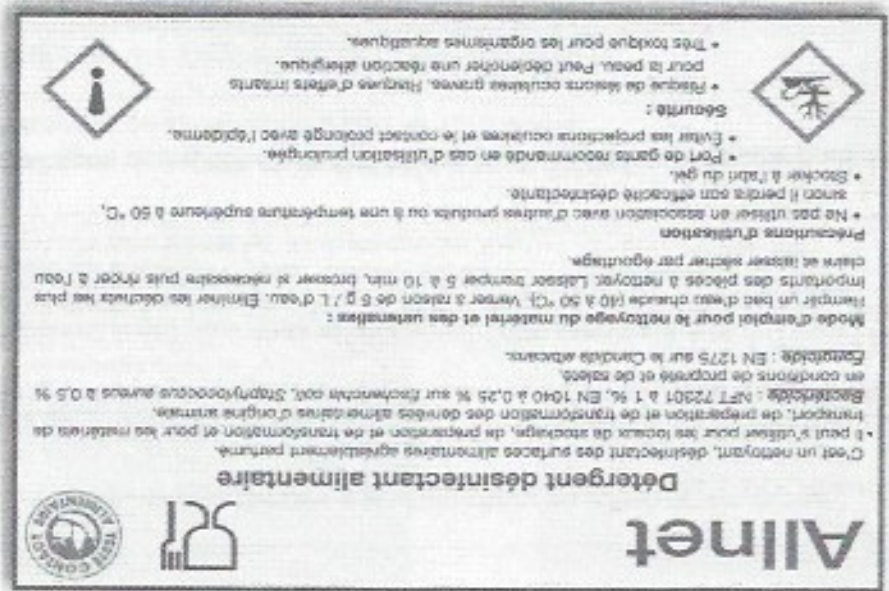 Allnet
TESTÉ CONTACT ALIMENTAIRE
Détergent désinfectant alimentaire
C'est un nettoyant, désinfectant des surfaces alimentaires agréablement parfumé.
• Il peut s'utiliser pour les locaux de stockage, de préparation et de transformation et pour les matériels de
transport, de préparation et de transformation des denrées alimentaires d'origine animale.
Bactéricide : NFT 72301 à 1 %, EN 1040 à 0,25 % sur Escherichia coli, Staphylococcus aureus à 0,5 %
en conditions de propreté et de saleté.
Fongicide : EN 1275 sur le Candida albicans.
Mode d'emploi pour le nettoyage du matériel et des ustensiles :
Remplir un bac d'eau chaude (40 à 50 °C). Verser à raison de 5 g / L d'eau. Éliminer les déchets les plus
importants des pièces à nettoyer. Laisser tremper 5 à 10 min, brosser si nécessaire puis rincer à l'eau
claire et laisser sécher par égouttage.
Précautions d'utilisation
• Ne pas utiliser en association avec d'autres produits ou à une température supérieure à 50 °C,
sinon il perdra son efficacité désinfectante.
• Stocker à l'abri du gel.
• Port de gants recommandé en cas d'utilisation prolongée.
• Éviter les projections oculaires et le contact prolongé avec l'épiderme.
Sécurité :
• Risque de lésions oculaires graves. Risques d'effets irritants
pour la peau. Peut déclencher une réaction allergique.
• Très toxique pour les organismes aquatiques.